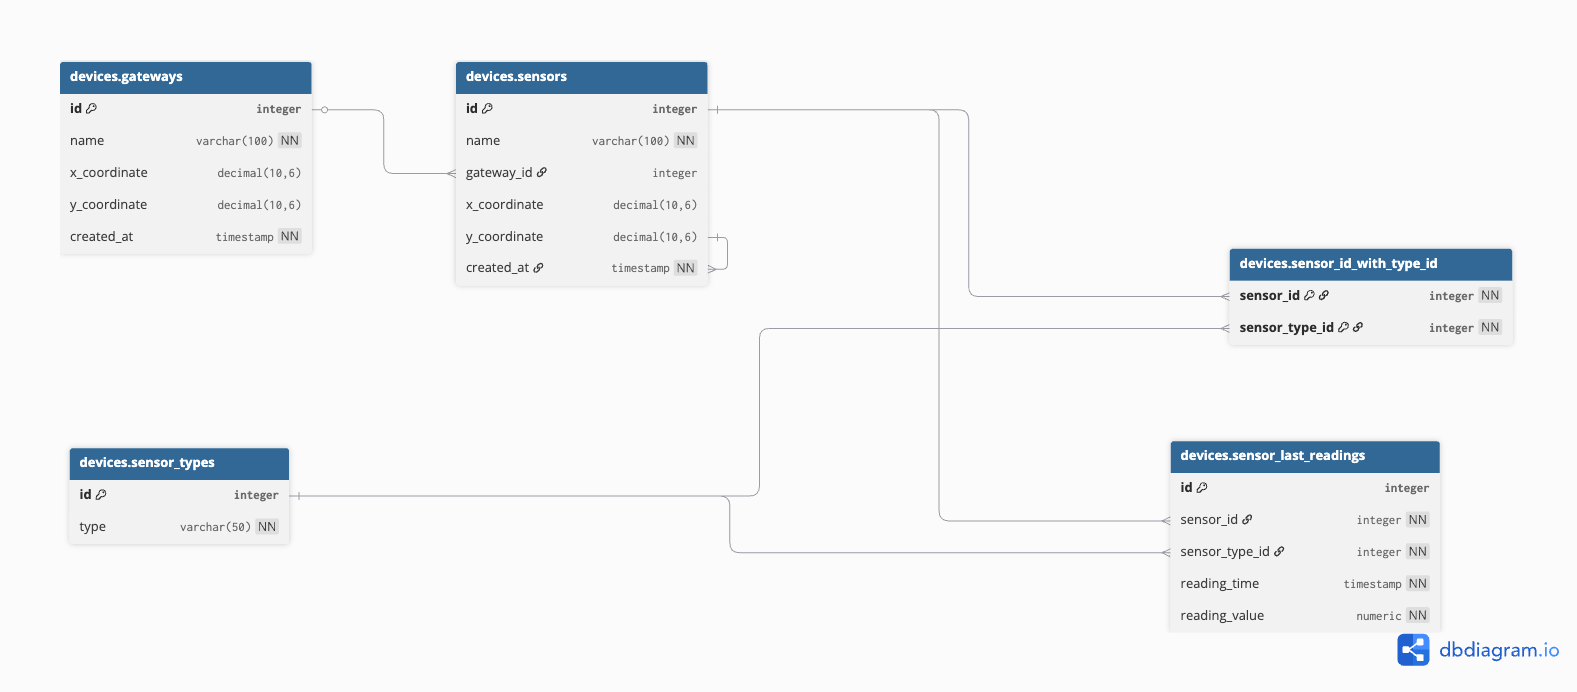 devices.gateways
id integer
name varchar(100) NN
x_coordinate decimal(10,6)
y_coordinate decimal(10,6)
created_at timestamp NN
devices.sensors
id integer
name varchar(100) NN
gateway_id integer
x_coordinate decimal(10,6)
y_coordinate decimal(10,6)
created_at timestamp NN
devices.sensor_id_with_type_id
sensor_id integer NN
sensor_type_id integer NN
devices.sensor_types
id integer
type varchar(50) NN
devices.sensor_last_readings
id integer
sensor_id integer NN
sensor_type_id integer NN
reading_time timestamp NN
reading_value numeric NN
dbdiagram.io